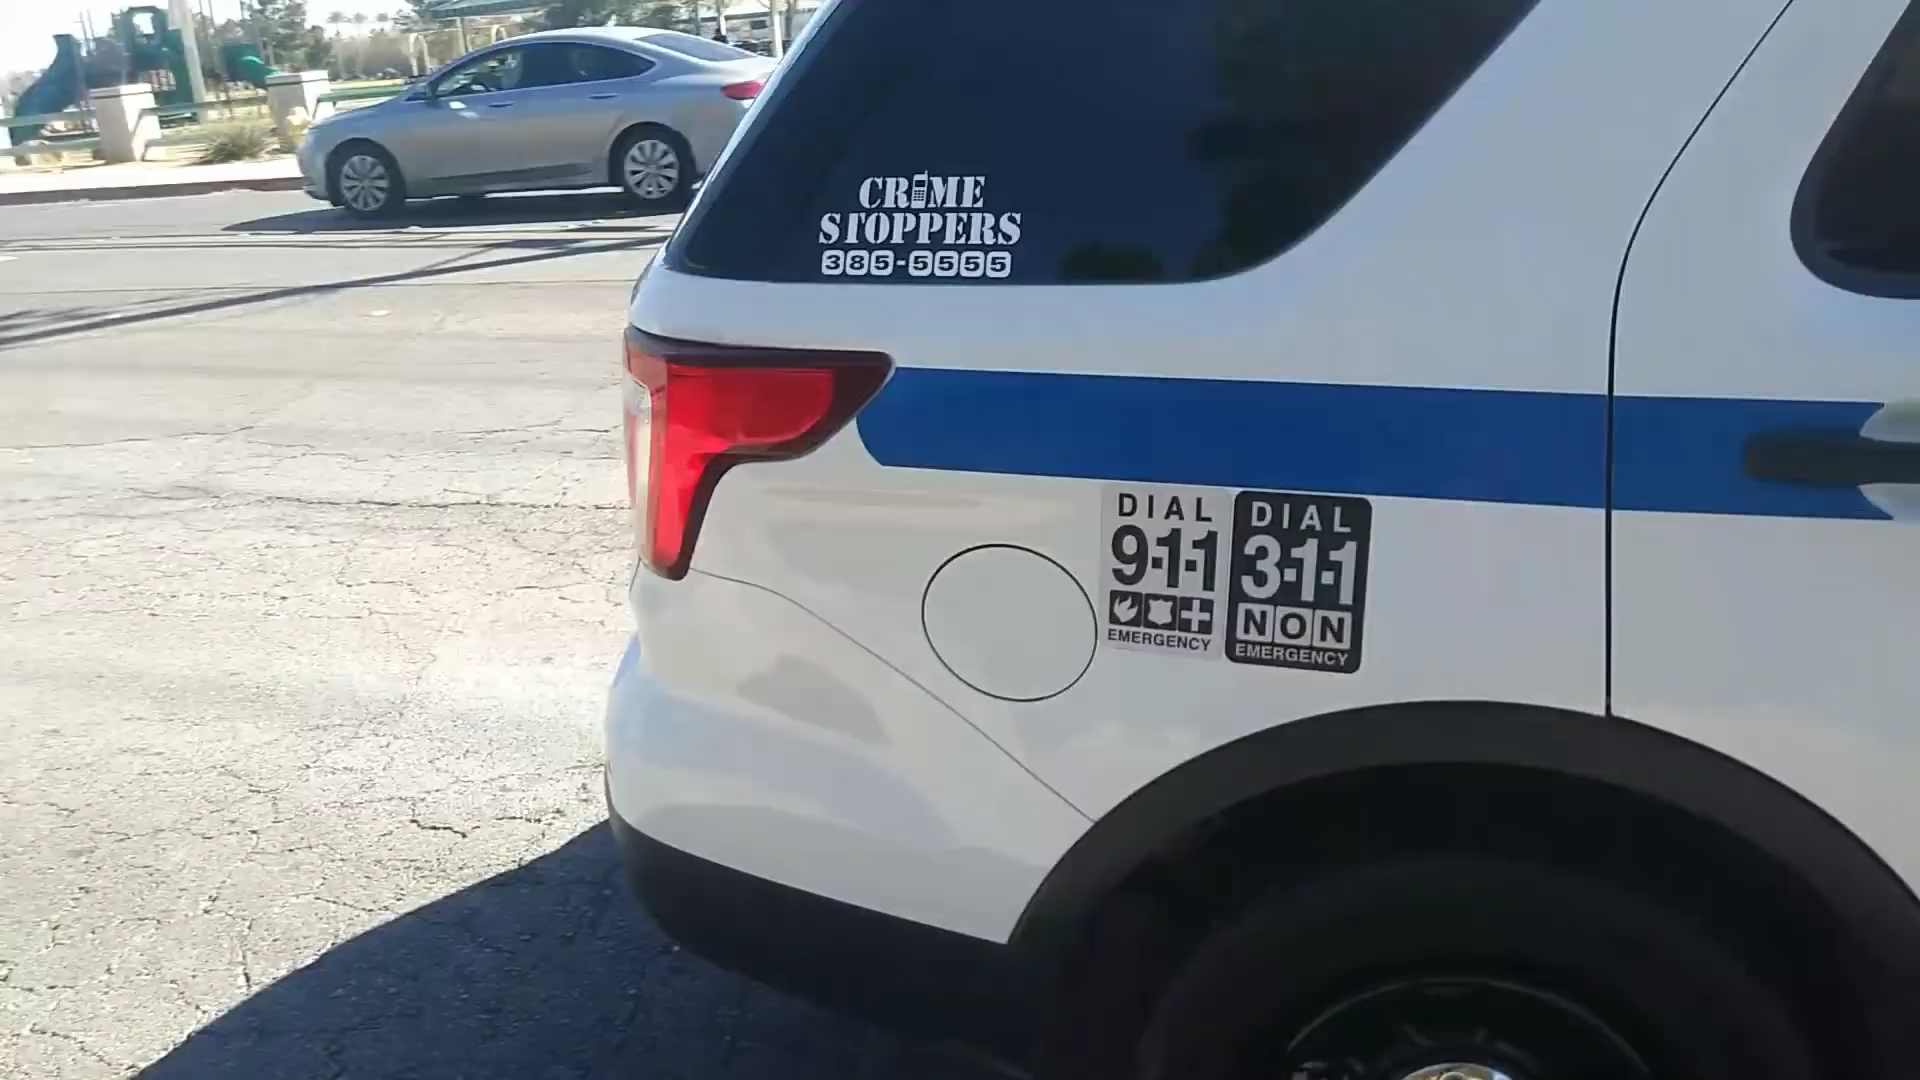 CRIME
STOPPERS
385-5555
DIAL
9-1-1
EMERGENCY
DIAL
3-1-1
NON
EMERGENCY